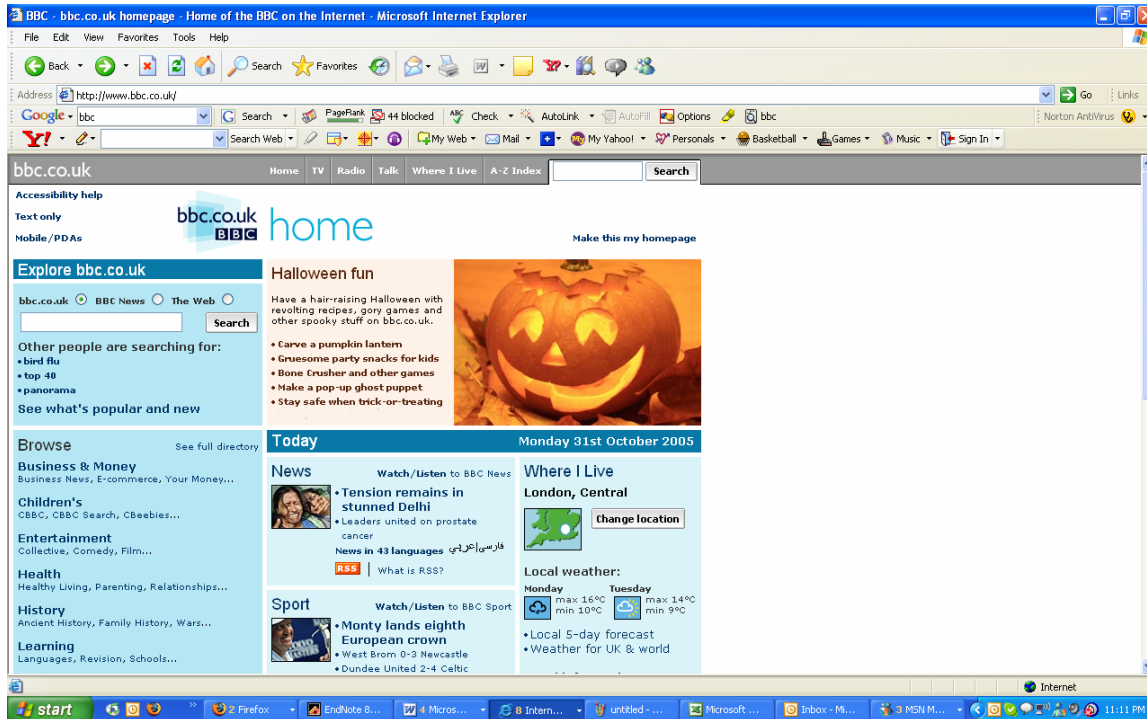 BBC - bbc.co.uk homepage - Home of the BBC on the Internet - Microsoft Internet Explorer
File Edit View Favorites Tools Help
Back Search Favorites
Address http://www.bbc.co.uk/ Go Links
Google bbc Search PageRank 44 blocked Check AutoLink AutoFill Options bbc Norton AntiVirus
Y! Search Web My Web Mail My Yahoo! Personals Basketball Games Music Sign In
bbc.co.uk Home TV Radio Talk Where I Live A-Z Index Search
Accessibility help
Text only
Mobile/PDAs
bbc.co.uk
BBC
home
Make this my homepage
Explore bbc.co.uk
bbc.co.uk BBC News The Web
Search
Other people are searching for:
•bird flu
•top 40
•panorama
See what's popular and new
Halloween fun
Have a hair-raising Halloween with
revolting recipes, gory games and
other spooky stuff on bbc.co.uk.
• Carve a pumpkin lantern
• Gruesome party snacks for kids
• Bone Crusher and other games
• Make a pop-up ghost puppet
• Stay safe when trick-or-treating
Browse See full directory
Business & Money
Business News, E-commerce, Your Money...
Children's
CBBC, CBBC Search, CBeebies...
Entertainment
Collective, Comedy, Film...
Health
Healthy Living, Parenting, Relationships...
History
Ancient History, Family History, Wars...
Learning
Languages, Revision, Schools...
Today Monday 31st October 2005
News Watch/Listen to BBC News
• Tension remains in
stunned Delhi
• Leaders united on prostate
cancer
News in 43 languages فارسی|عربي
RSS | What is RSS?
Sport Watch/Listen to BBC Sport
• Monty lands eighth
European crown
• West Brom 0-3 Newcastle
• Dundee United 2-4 Celtic
Where I Live
London, Central
Change location
Local weather:
Monday Tuesday
max 16°C max 14°C
min 10°C min 9°C
•Local 5-day forecast
•Weather for UK & world
Internet
start 2 Firefox EndNote 8... 4 Micros... 8 Intern... untitled - ... Microsoft ... Inbox - Mi... 3 MSN M... 11:11 PM